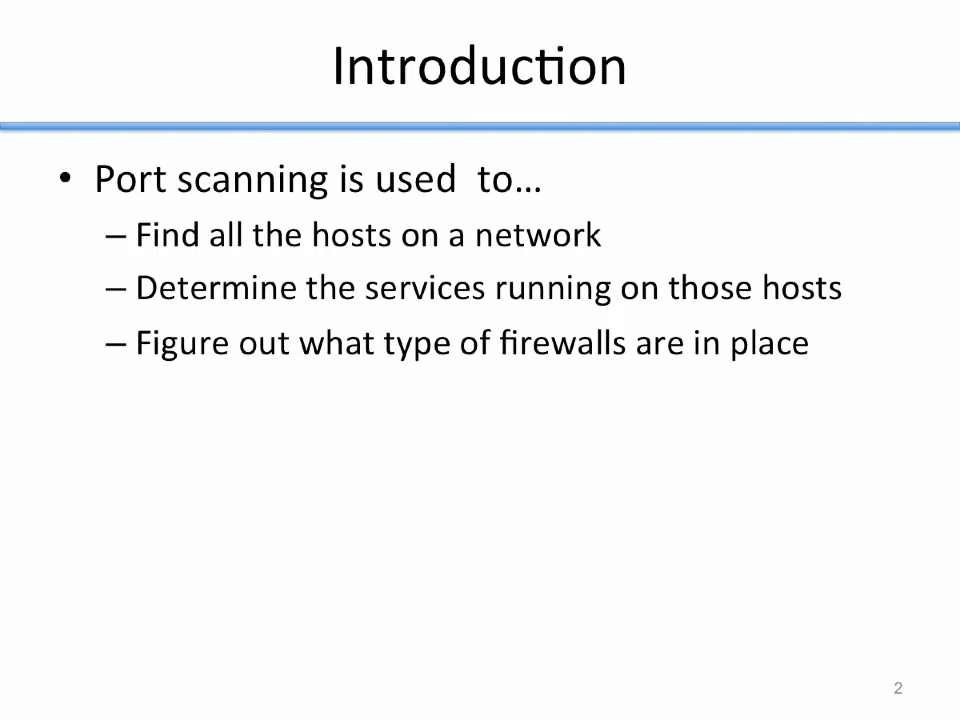 Introduction
• Port scanning is used  to…
– Find all the hosts on a network
– Determine the services running on those hosts
– Figure out what type of firewalls are in place
2